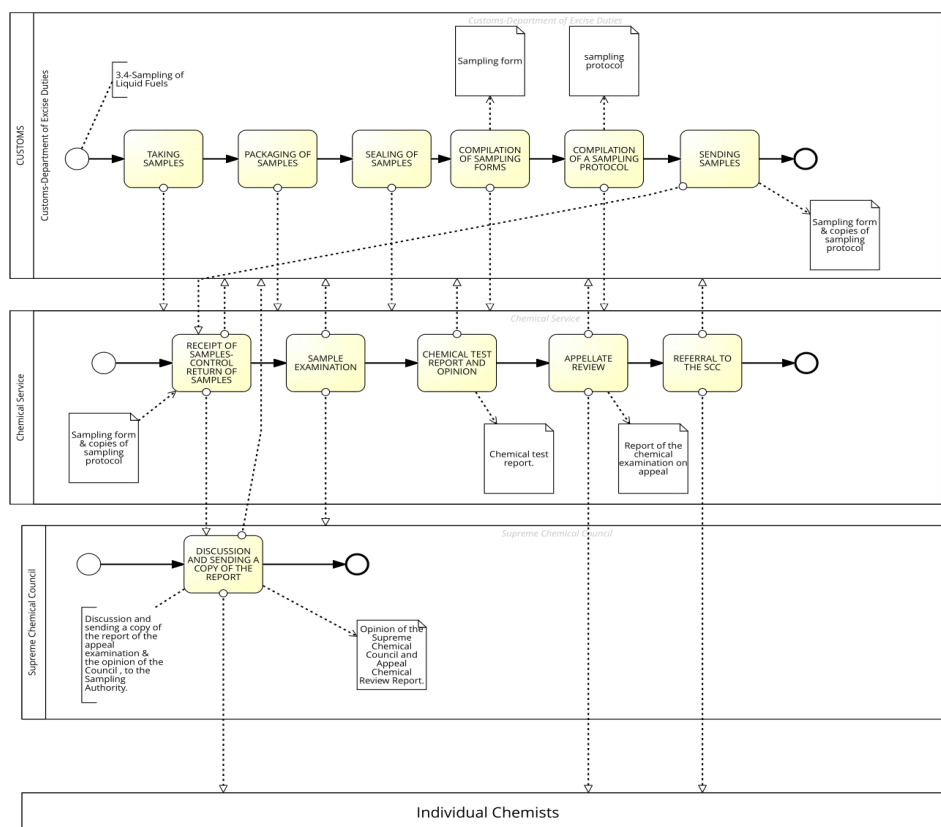 Customs-Department of Excise Duties
CUSTOMS
Customs-Department of Excise Duties
3.4-Sampling of
Liquid Fuels
Sampling form
sampling
protocol
TAKING
SAMPLES
PACKAGING OF
SAMPLES
SEALING OF
SAMPLES
COMPILATION
OF SAMPLING
FORMS
COMPILATION
OF A SAMPLING
PROTOCOL
SENDING
SAMPLES
Sampling form
& copies of
sampling
protocol
Chemical Service
Chemical Service
RECEIPT OF
SAMPLES-
CONTROL
RETURN OF
SAMPLES
SAMPLE
EXAMINATION
CHEMICAL TEST
REPORT AND
OPINION
APPELLATE
REVIEW
REFERRAL TO
THE SCC
Sampling form
& copies of
sampling
protocol
Chemical test
report.
Report of the
chemical
examination on
appeal
Supreme Chemical Council
Supreme Chemical Council
DISCUSSION
AND SENDING A
COPY OF THE
REPORT
Discussion and
sending a copy of
the report of the
appeal
examination &
the opinion of the
Council , to the
Sampling
Authority.
Opinion of the
Supreme
Chemical
Council and
Appeal
Chemical
Review Report.
Individual Chemists